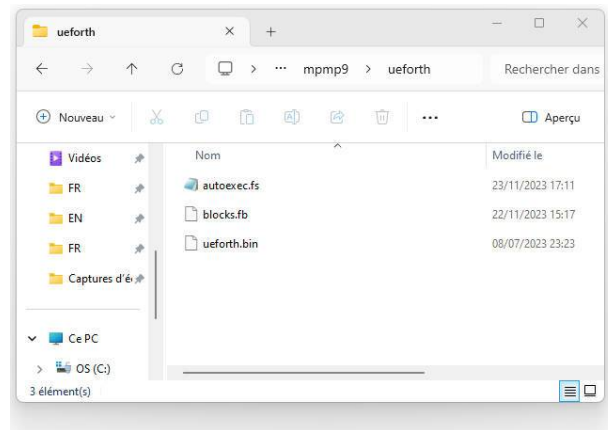 ueforth
mpmp9 > ueforth Rechercher dans
Nouveau ... Aperçu
Nom Modifié le
Vidéos
FR
EN
FR
Captures d'é
Ce PC
OS (C:)
autoexec.fs 23/11/2023 17:11
blocks.fb 22/11/2023 15:17
ueforth.bin 08/07/2023 23:23
3 élément(s)